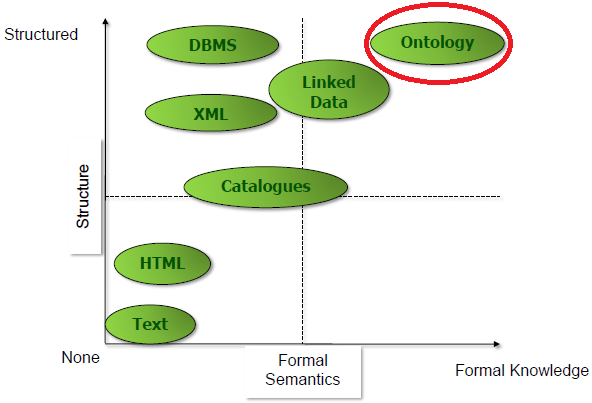 Structured
DBMS
Ontology
Linked
Data
XML
Structure
Catalogues
HTML
Text
None
Formal
Semantics
Formal Knowledge